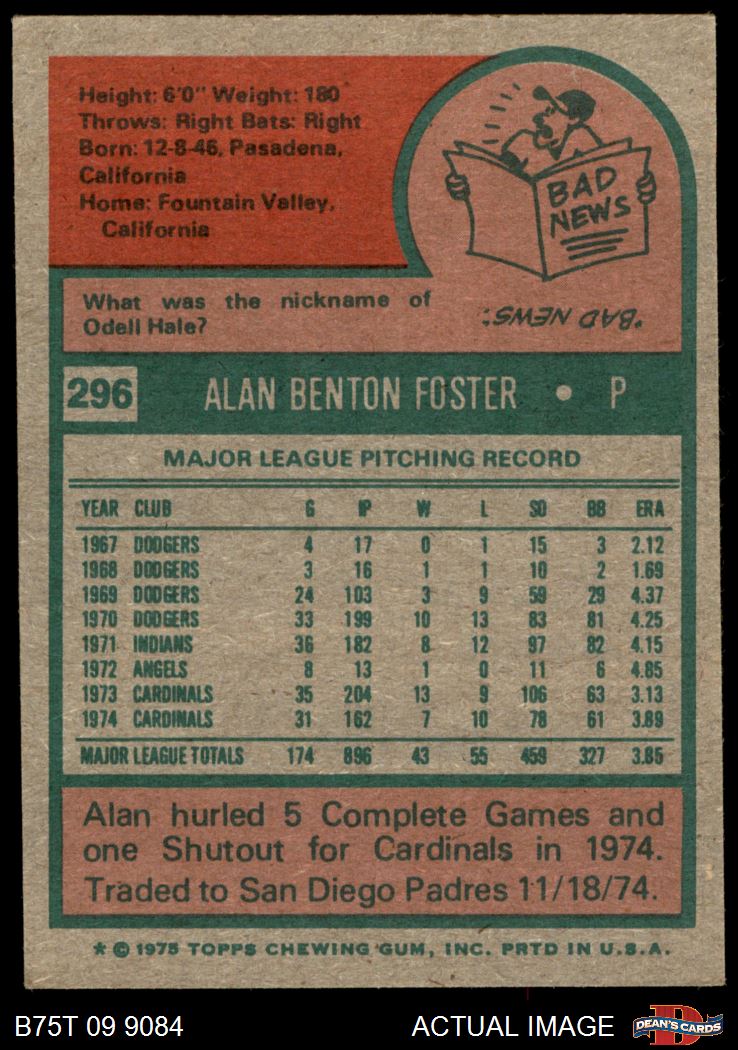 Height: 6'0" Weight: 180
Throws: Right Bats: Right
Born: 12-8-46, Pasadena,
California
Home: Fountain Valley,
California
BAD
NEWS
What was the nickname of
Odell Hale?
"BAD NEWS."
296 ALAN BENTON FOSTER • P
MAJOR LEAGUE PITCHING RECORD
YEAR CLUB G IP W L SO BB ERA
1967 DODGERS 4 17 0 1 15 3 2.12
1968 DODGERS 3 16 1 1 10 2 1.69
1969 DODGERS 24 103 3 9 59 29 4.37
1970 DODGERS 33 199 10 13 83 81 4.25
1971 INDIANS 36 182 8 12 97 82 4.15
1972 ANGELS 8 13 1 0 11 6 4.85
1973 CARDINALS 35 204 13 9 106 63 3.13
1974 CARDINALS 31 162 7 10 78 61 3.89
MAJOR LEAGUE TOTALS 174 896 43 55 459 327 3.85
Alan hurled 5 Complete Games and
one Shutout for Cardinals in 1974.
Traded to San Diego Padres 11/18/74.
* © 1975 TOPPS CHEWING GUM, INC. PRTD IN U.S.A.
B75T 09 9084 ACTUAL IMAGE DEAN'S CARDS